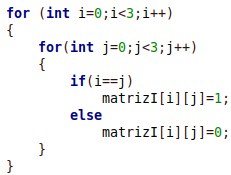 for (int i=0;i<3;i++)
{
    for(int j=0;j<3;j++)
    {
        if(i==j)
            matrizI[i][j]=1;
        else
            matrizI[i][j]=0;
    }
}